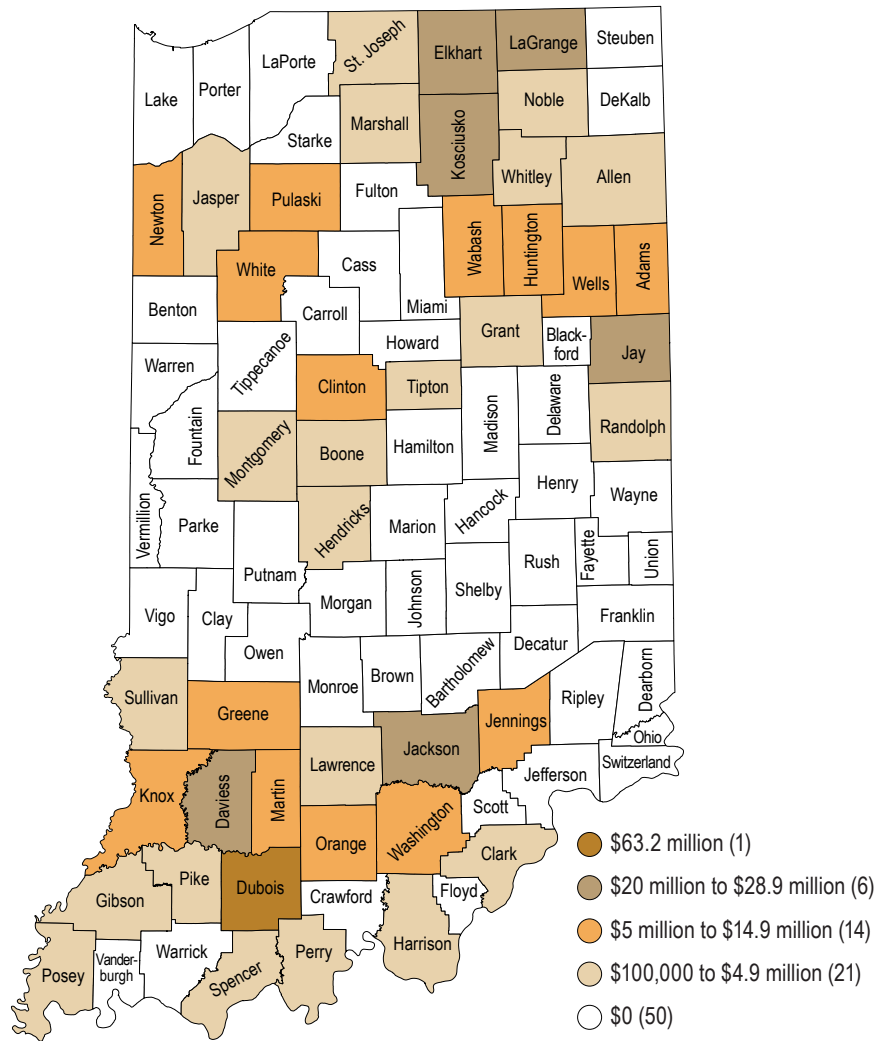 St. Joseph
Elkhart
LaGrange
Steuben
LaPorte
Lake
Porter
Noble
DeKalb
Marshall
Starke
Kosciusko
Whitley
Allen
Newton
Jasper
Pulaski
Fulton
Wabash
Huntington
Wells
Adams
White
Cass
Miami
Benton
Carroll
Grant
Black-
ford
Jay
Howard
Warren
Tippecanoe
Clinton
Tipton
Fountain
Madison
Delaware
Randolph
Montgomery
Boone
Hamilton
Henry
Wayne
Vermillion
Parke
Hendricks
Marion
Hancock
Putnam
Rush
Fayette
Union
Vigo
Clay
Morgan
Johnson
Shelby
Franklin
Owen
Decatur
Monroe
Brown
Bartholomew
Dearborn
Sullivan
Greene
Jennings
Ripley
Ohio
Lawrence
Jackson
Switzerland
Jefferson
Knox
Daviess
Martin
Scott
Orange
Washington
Clark
Pike
Dubois
Gibson
Crawford
Floyd
Harrison
Posey
Vander-
burgh
Warrick
Spencer
Perry
$63.2 million (1)
$20 million to $28.9 million (6)
$5 million to $14.9 million (14)
$100,000 to $4.9 million (21)
$0 (50)